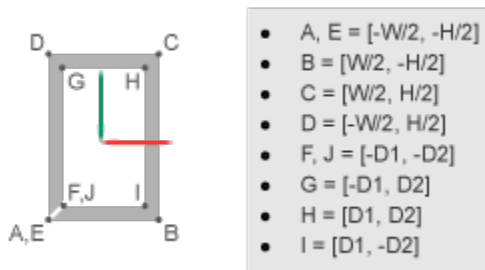 D
C
G
H
F,J
I
A,E
B
• A, E = [-W/2, -H/2]
• B = [W/2, -H/2]
• C = [W/2, H/2]
• D = [-W/2, H/2]
• F, J = [-D1, -D2]
• G = [-D1, D2]
• H = [D1, D2]
• I = [D1, -D2]